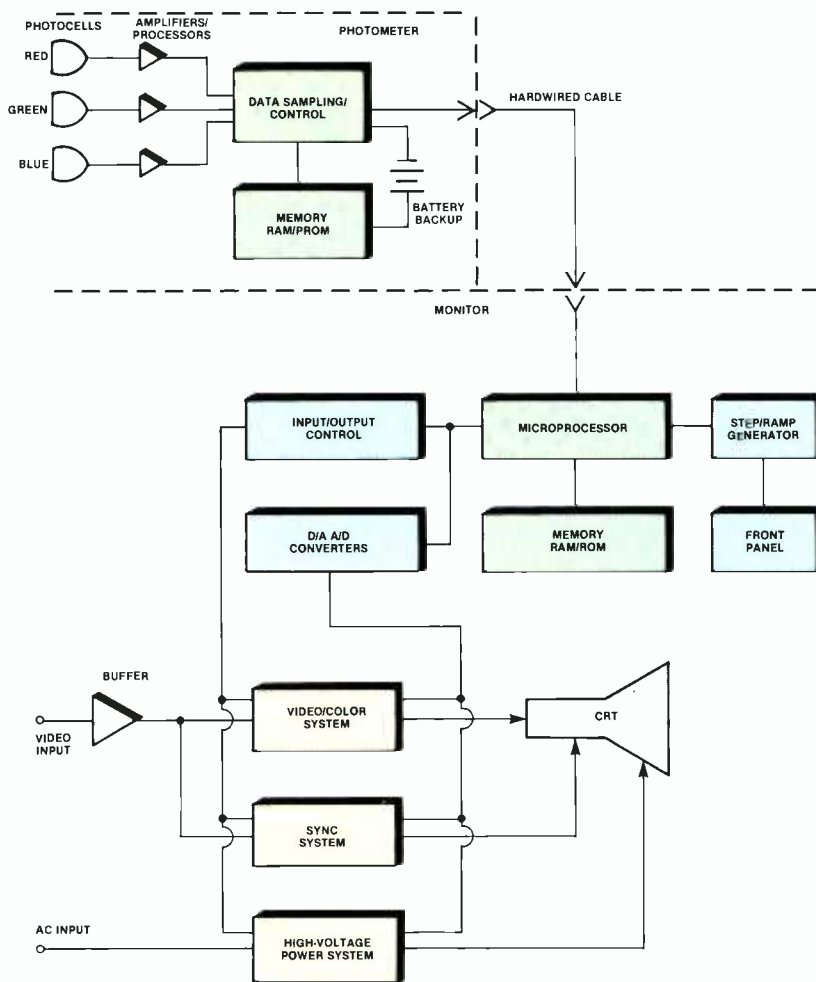 PHOTOCELLS
AMPLIFIERS/
PROCESSORS
PHOTOMETER
RED
GREEN
BLUE
DATA SAMPLING/
CONTROL
HARDWIRED CABLE
MEMORY
RAM/PROM
BATTERY
BACKUP
MONITOR
INPUT/OUTPUT
CONTROL
MICROPROCESSOR
STEP/RAMP
GENERATOR
D/A A/D
CONVERTERS
MEMORY
RAM/ROM
FRONT
PANEL
BUFFER
VIDEO
INPUT
VIDEO/COLOR
SYSTEM
CRT
SYNC
SYSTEM
AC INPUT
HIGH-VOLTAGE
POWER SYSTEM